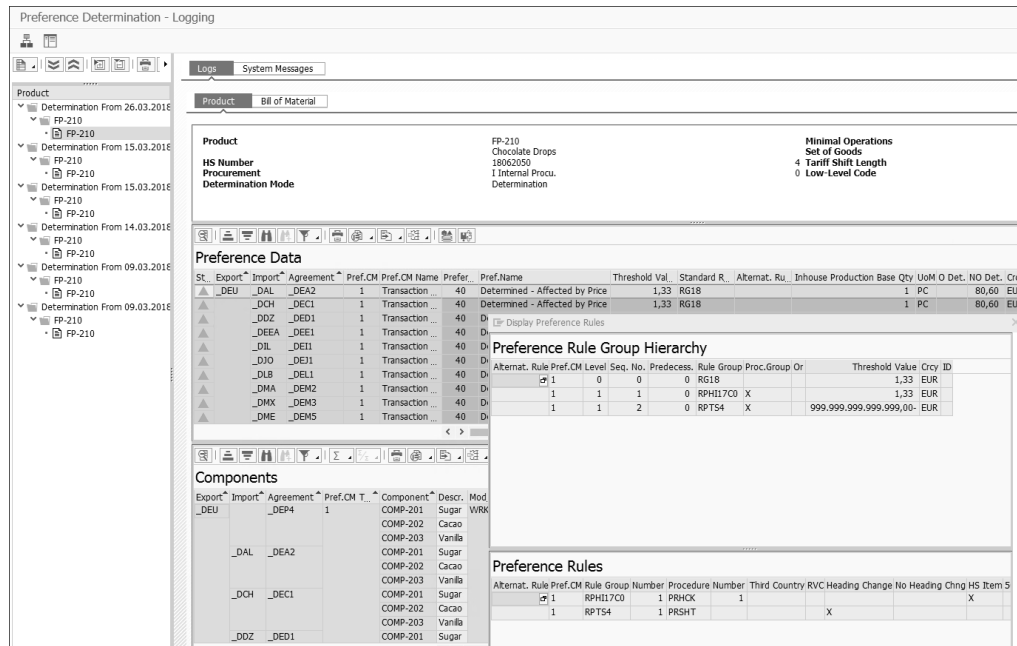 Preference Determination - Logging
Product
Determination From 26.03.2018
FP-210
FP-210
Determination From 15.03.2018
FP-210
FP-210
Determination From 15.03.2018
FP-210
FP-210
Determination From 14.03.2018
FP-210
FP-210
Determination From 09.03.2018
FP-210
FP-210
Determination From 09.03.2018
FP-210
FP-210
Logs System Messages
Product Bill of Material
Product FP-210 Minimal Operations
Chocolate Drops Set of Goods
HS Number 18062050 4 Tariff Shift Length
Procurement I Internal Procu. 0 Low-Level Code
Determination Mode Determination
Preference Data
St... Export Import Agreement Pref.CM Pref.CM Name Prefer... Pref.Name Threshold Val... Standard R... Alternat. Ru... Inhouse Production Base Qty UoM O Det. NO Det. Cr
_DEU _DAL _DEA2 1 Transaction ... 40 Determined - Affected by Price 1,33 RG18 1 PC 80,60 EU
_DCH _DEC1 1 Transaction ... 40 Determined - Affected by Price 1,33 RG18 1 PC 80,60 EU
_DDZ _DED1 1 Transaction ... 40 De
_DEEA _DEE1 1 Transaction ... 40 De
_DIL _DEI1 1 Transaction ... 40 De
_DJO _DEJ1 1 Transaction ... 40 De
_DLB _DEL1 1 Transaction ... 40 De
_DMA _DEM2 1 Transaction ... 40 De
_DMX _DEM3 1 Transaction ... 40 De
_DME _DEM5 1 Transaction ... 40 De
Components
Export Import Agreement Pref.CM T... Component Descr. Mod
_DEU _DEP4 1 COMP-201 Sugar WRK
COMP-202 Cacao
COMP-203 Vanilla
_DAL _DEA2 COMP-201 Sugar
COMP-202 Cacao
COMP-203 Vanilla
_DCH _DEC1 COMP-201 Sugar
COMP-202 Cacao
COMP-203 Vanilla
_DDZ _DED1 COMP-201 Sugar
Display Preference Rules
Preference Rule Group Hierarchy
Alternat. Rule Pref.CM Level Seq. No. Predecess. Rule Group Proc.Group Or Threshold Value Crcy ID
1 0 0 0 RG18 1,33 EUR
1 1 1 0 RPHI17C0 X 1,33 EUR
1 1 2 0 RPTS4 X 999.999.999.999.999,00- EUR
Preference Rules
Alternat. Rule Pref.CM Rule Group Number Procedure Number Third Country RVC Heading Change No Heading Chng HS Item S
1 RPHI17C0 1 PRHCK 1 X
1 RPTS4 1 PRSHT X